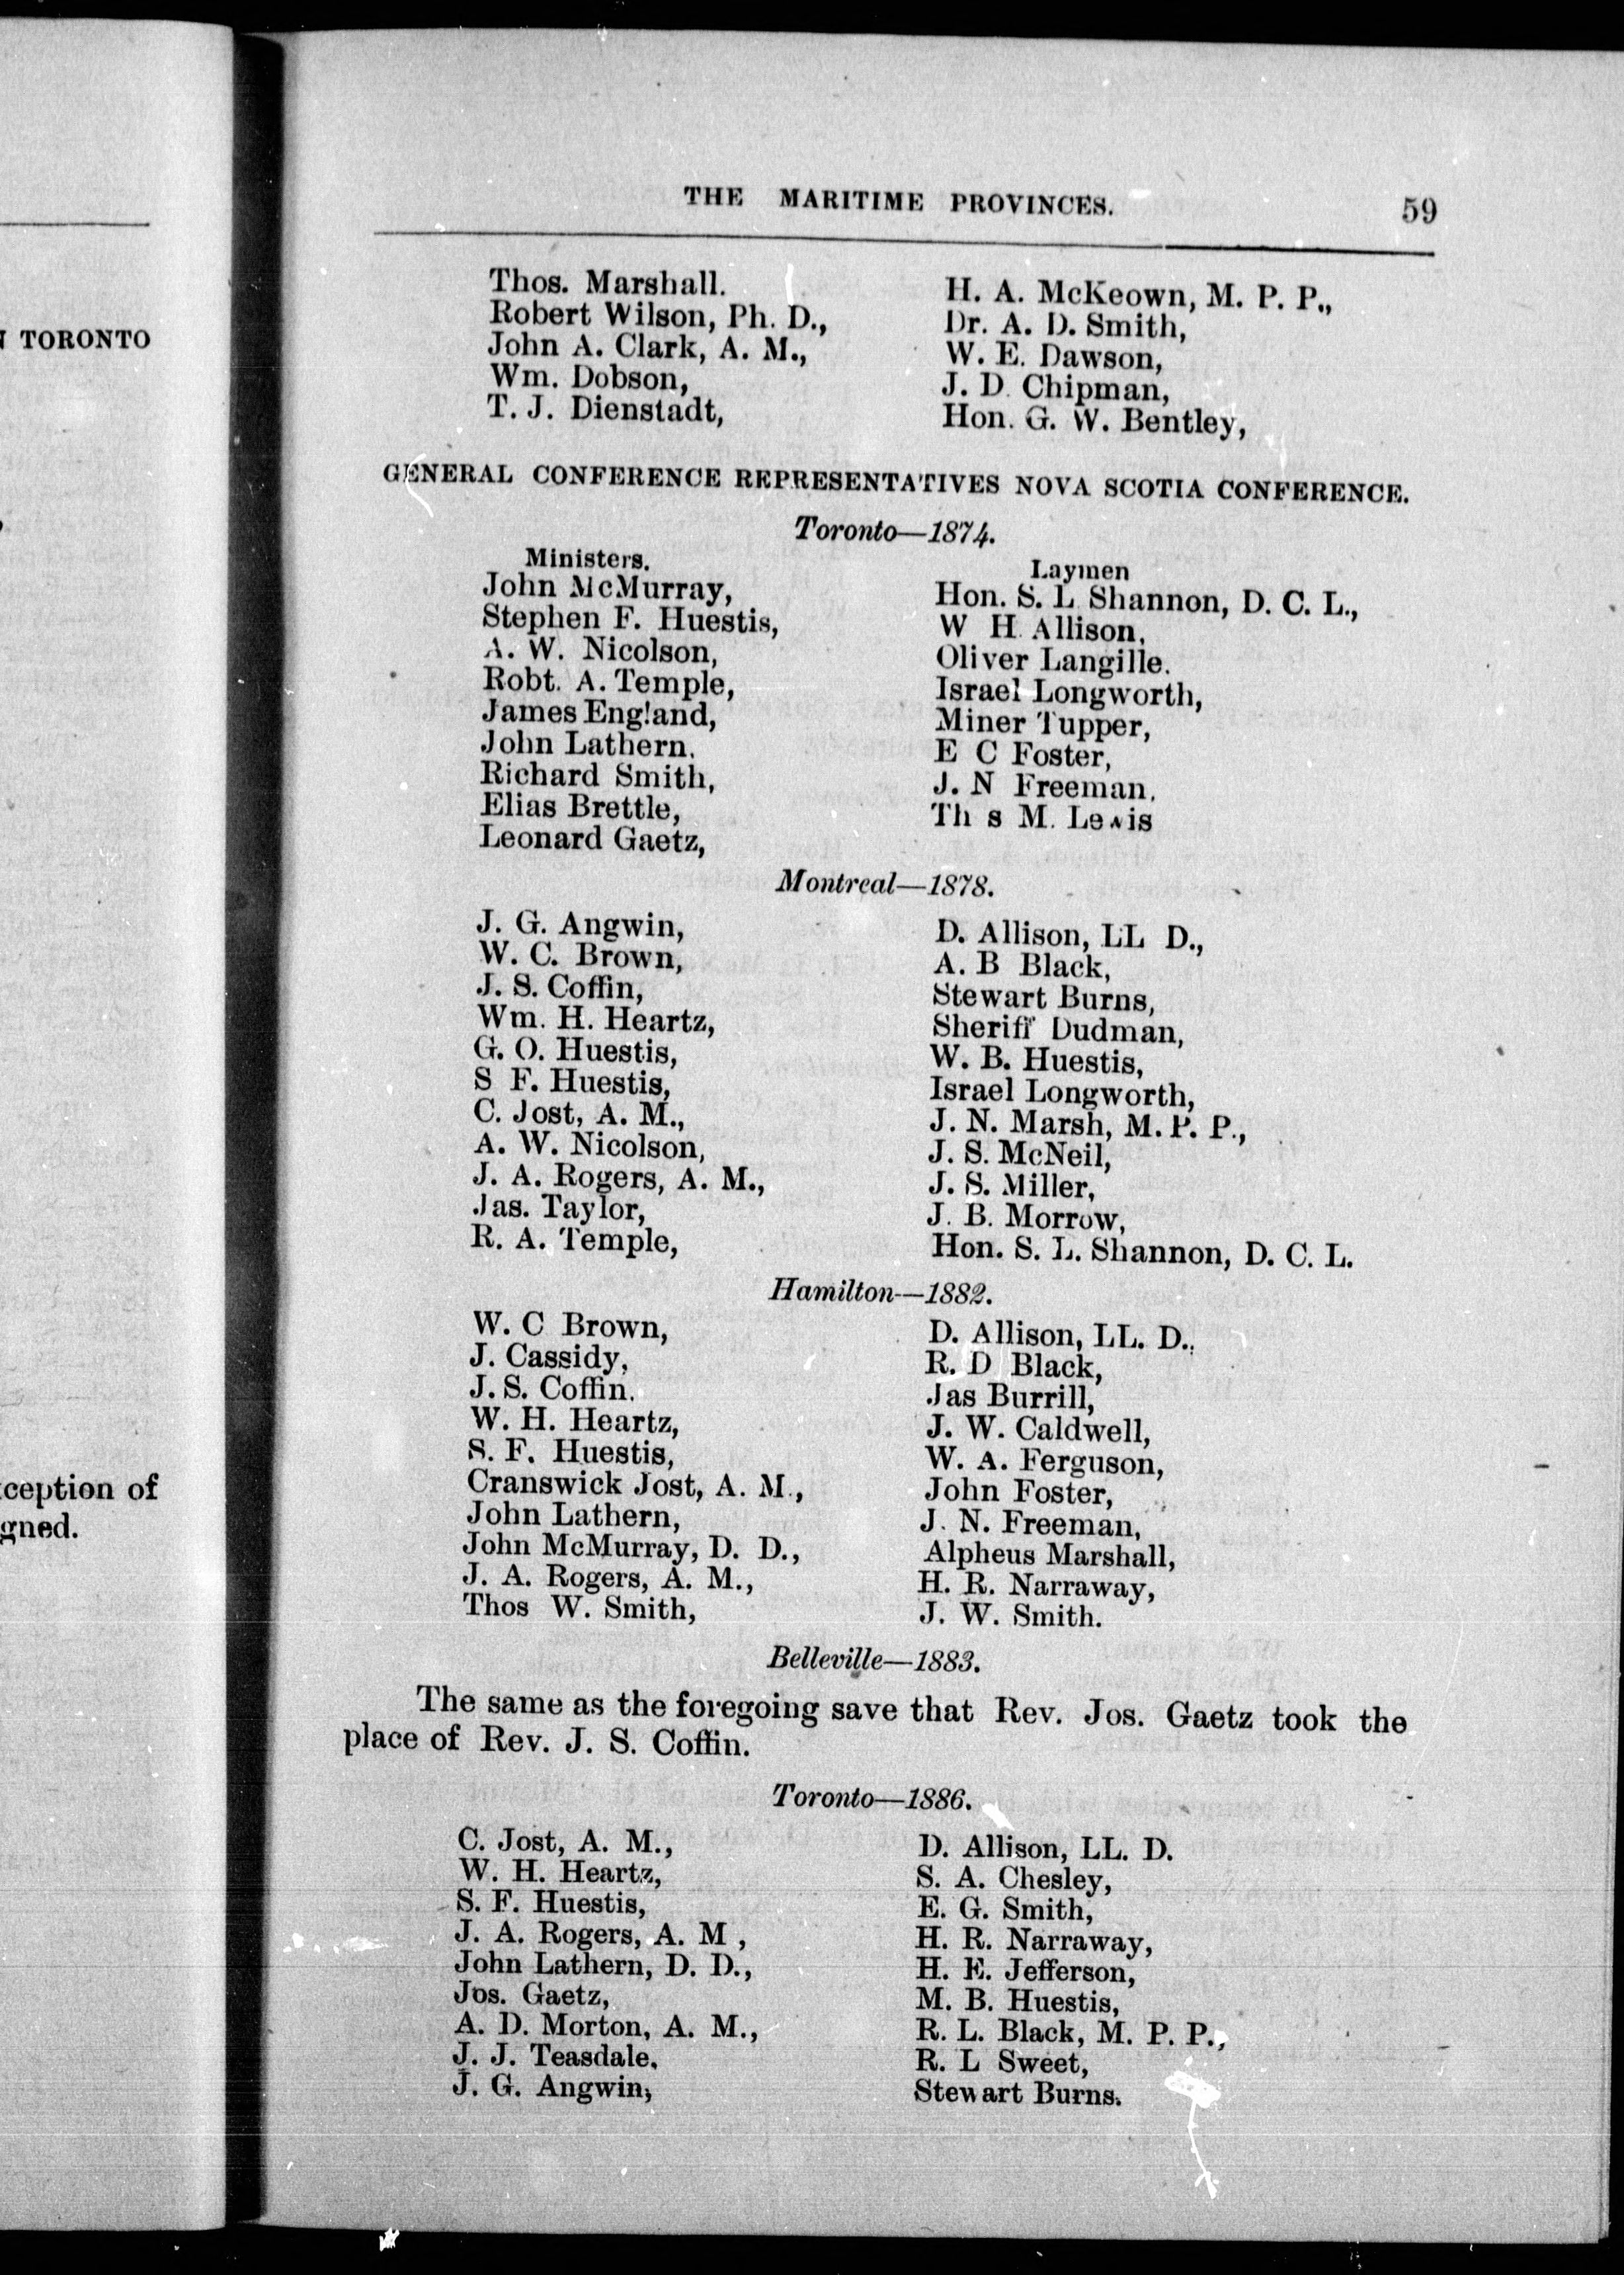 N TORONTO
ception of
gned.
THE MARITIME PROVINCES. 59
Thos. Marshall. H. A. McKeown, M. P. P.,
Robert Wilson, Ph. D., Dr. A. D. Smith,
John A. Clark, A. M., W. E. Dawson,
Wm. Dobson, J. D. Chipman,
T. J. Dienstadt, Hon. G. W. Bentley,
GENERAL CONFERENCE REPRESENTATIVES NOVA SCOTIA CONFERENCE.
Toronto—1874.
Ministers. Laymen
John McMurray, Hon. S. L Shannon, D. C. L.,
Stephen F. Huestis, W H. Allison,
A. W. Nicolson, Oliver Langille.
Robt. A. Temple, Israel Longworth,
James England, Miner Tupper,
John Lathern. E C Foster,
Richard Smith, J. N Freeman,
Elias Brettle, Th s M. Lewis
Leonard Gaetz,
Montreal—1878.
J. G. Angwin, D. Allison, LL D.,
W. C. Brown, A. B Black,
J. S. Coffin, Stewart Burns,
Wm. H. Heartz, Sheriff Dudman,
G. O. Huestis, W. B. Huestis,
S F. Huestis, Israel Longworth,
C. Jost, A. M., J. N. Marsh, M. P. P.,
A. W. Nicolson, J. S. McNeil,
J. A. Rogers, A. M., J. S. Miller,
Jas. Taylor, J. B. Morrow,
R. A. Temple, Hon. S. L. Shannon, D. C. L.
Hamilton—1882.
W. C Brown, D. Allison, LL. D.,
J. Cassidy, R. D Black,
J. S. Coffin. Jas Burrill,
W. H. Heartz, J. W. Caldwell,
S. F. Huestis, W. A. Ferguson,
Cranswick Jost, A. M., John Foster,
John Lathern, J. N. Freeman,
John McMurray, D. D., Alpheus Marshall,
J. A. Rogers, A. M., H. R. Narraway,
Thos W. Smith, J. W. Smith.
Belleville—1883.
The same as the foregoing save that Rev. Jos. Gaetz took the
place of Rev. J. S. Coffin.
Toronto—1886.
C. Jost, A. M., D. Allison, LL. D.
W. H. Heartz, S. A. Chesley,
S. F. Huestis, E. G. Smith,
J. A. Rogers, A. M , H. R. Narraway,
John Lathern, D. D., H. E. Jefferson,
Jos. Gaetz, M. B. Huestis,
A. D. Morton, A. M., R. L. Black, M. P. P.,
J. J. Teasdale, R. L Sweet,
J. G. Angwin, Stewart Burns.